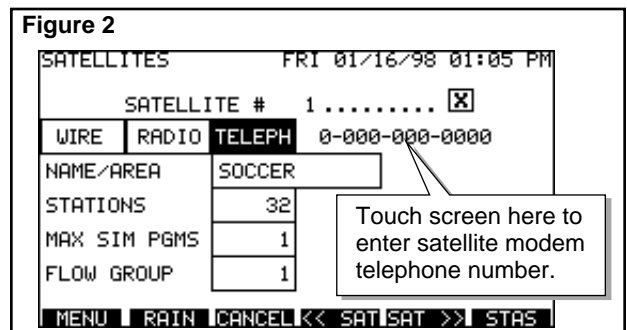 Figure 2
SATELLITES FRI 01/16/98 01:05 PM
SATELLITE # 1 ......... X
WIRE RADIO TELEPH 0-000-000-0000
NAME/AREA SOCCER
STATIONS 32
MAX SIM PGMS 1
FLOW GROUP 1
Touch screen here to
enter satellite modem
telephone number.
MENU RAIN CANCEL << SAT SAT >> STAS